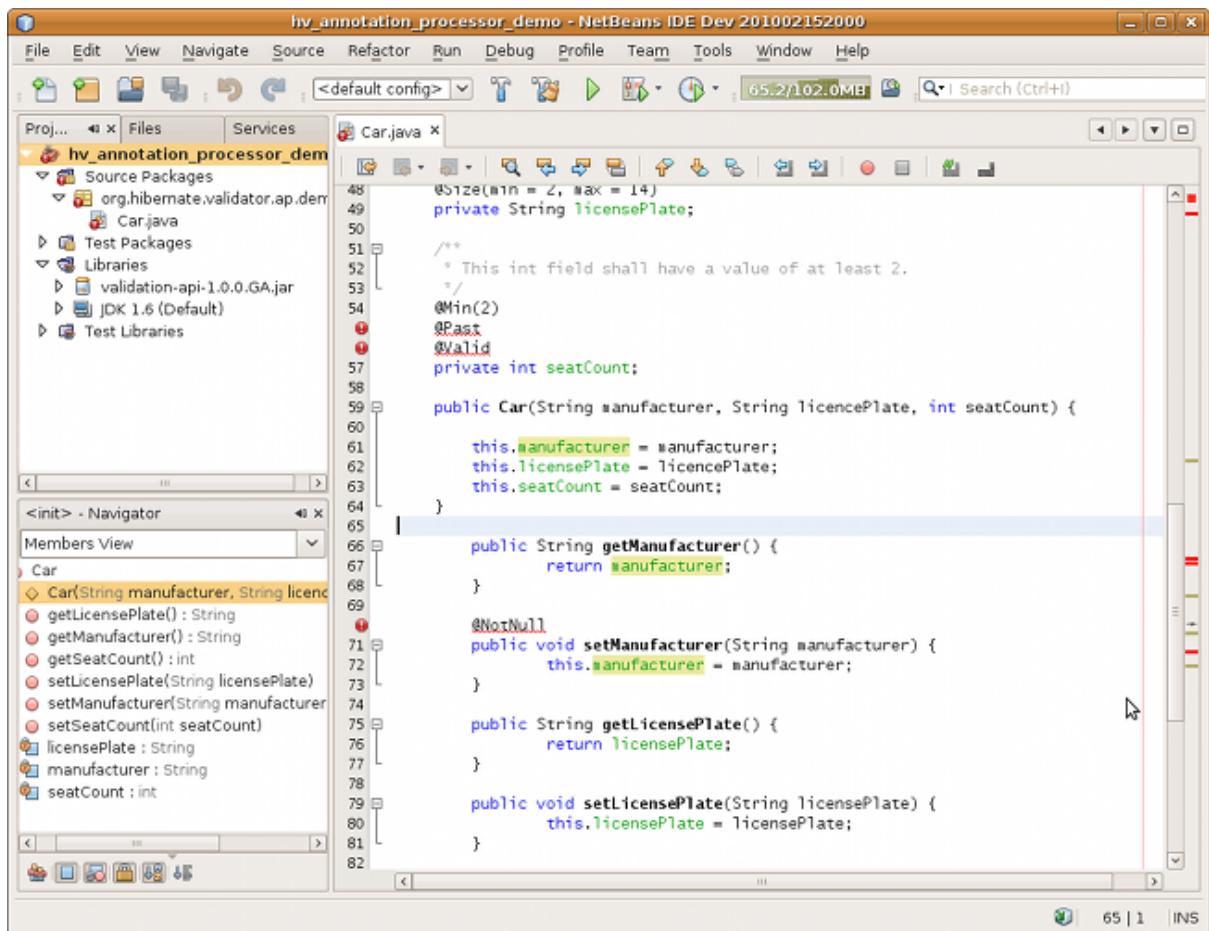 hv_annotation_processor_demo - NetBeans IDE Dev 201002152000
File Edit View Navigate Source Refactor Run Debug Profile Team Tools Window Help
<default config> 65.2/102.0MB Search (Ctrl+I)
Proj... Files Services
hv_annotation_processor_dem
Source Packages
org.hibernate.validator.ap.dem
Car.java
Test Packages
Libraries
validation-api-1.0.0.GA.jar
JDK 1.6 (Default)
Test Libraries
<init> - Navigator
Members View
Car
Car(String manufacturer, String licenc
getLicensePlate() : String
getManufacturer() : String
getSeatCount() : int
setLicensePlate(String licensePlate)
setManufacturer(String manufacturer
setSeatCount(int seatCount)
licensePlate : String
manufacturer : String
seatCount : int
Car.java
48 @Size(min = 2, max = 14)
49 private String licensePlate;
50
51 /**
52 * This int field shall have a value of at least 2.
53 */
54 @Min(2)
@Past
@Valid
57 private int seatCount;
58
59 public Car(String manufacturer, String licencePlate, int seatCount) {
60
61 this.manufacturer = manufacturer;
62 this.licensePlate = licencePlate;
63 this.seatCount = seatCount;
64 }
65
66 public String getManufacturer() {
67 return manufacturer;
68 }
69
@NotNull
71 public void setManufacturer(String manufacturer) {
72 this.manufacturer = manufacturer;
73 }
74
75 public String getLicensePlate() {
76 return licensePlate;
77 }
78
79 public void setLicensePlate(String licensePlate) {
80 this.licensePlate = licensePlate;
81 }
82
65 | 1 INS